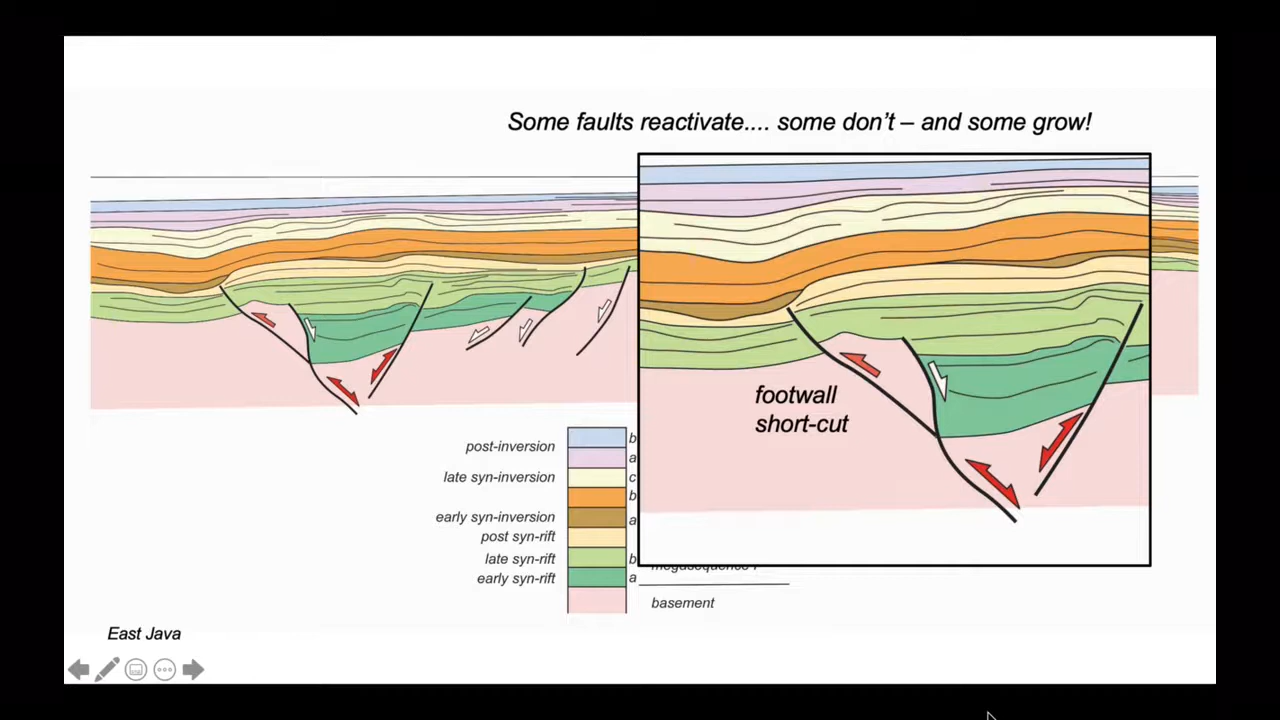 Some faults reactivate.... some don't – and some grow!
footwall
short-cut
post-inversion
b
a
late syn-inversion
c
b
early syn-inversion
a
post syn-rift
late syn-rift
b
early syn-rift
a
basement
East Java